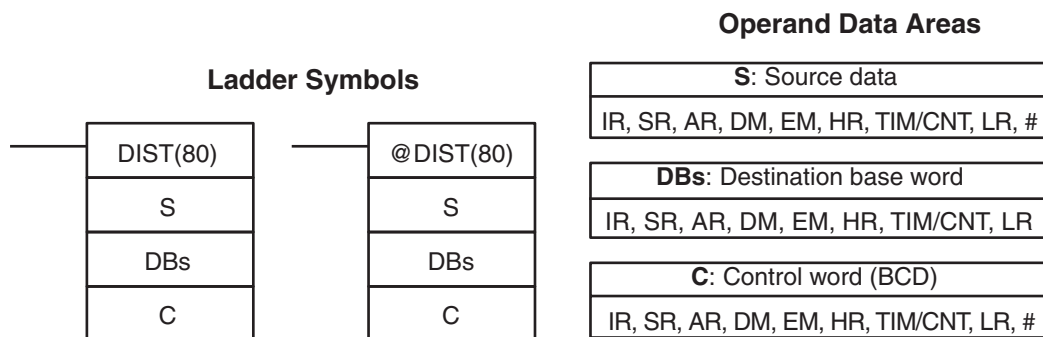 Ladder Symbols
DIST(80)
S
DBs
C
@DIST(80)
S
DBs
C
Operand Data Areas
S: Source data
IR, SR, AR, DM, EM, HR, TIM/CNT, LR, #
DBs: Destination base word
IR, SR, AR, DM, EM, HR, TIM/CNT, LR
C: Control word (BCD)
IR, SR, AR, DM, EM, HR, TIM/CNT, LR, #